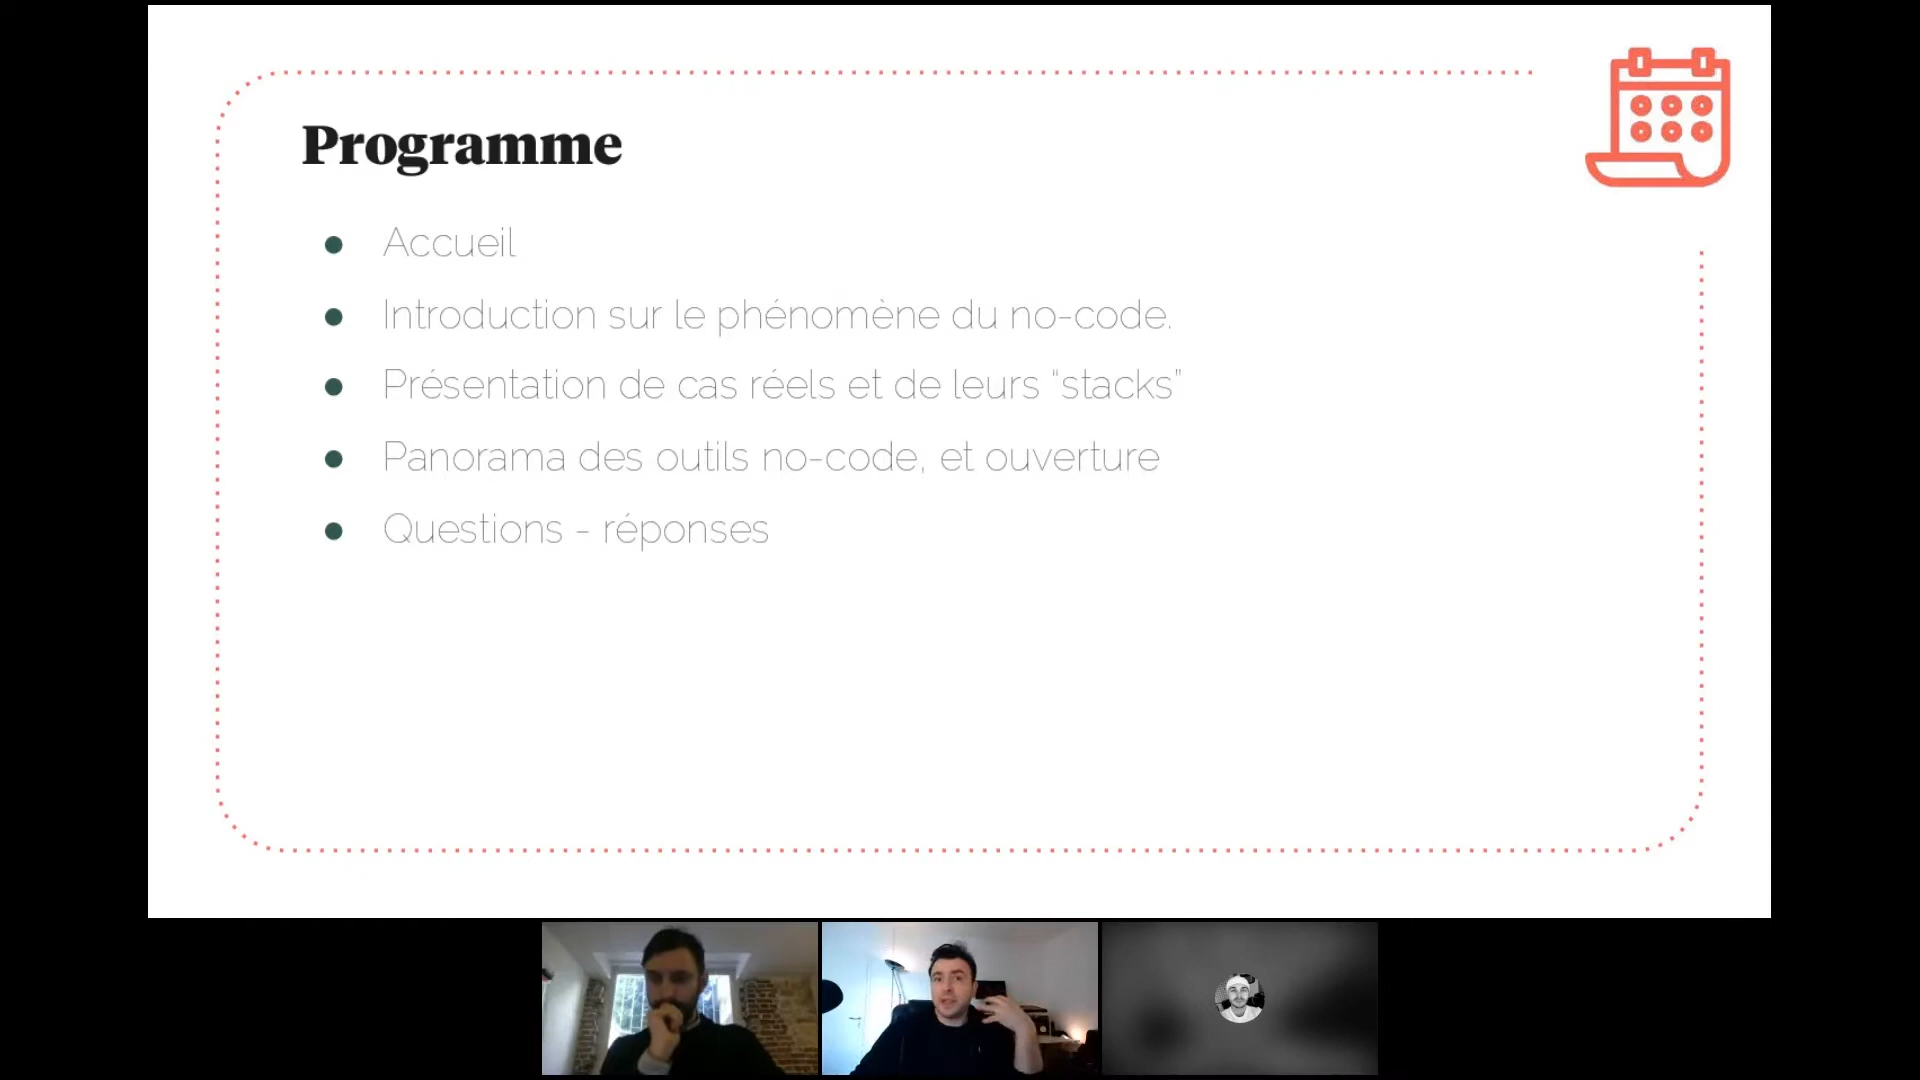 Programme
Accueil
Introduction sur le phénomène du no-code.
Présentation de cas réels et de leurs “stacks”
Panorama des outils no-code, et ouverture
Questions - réponses